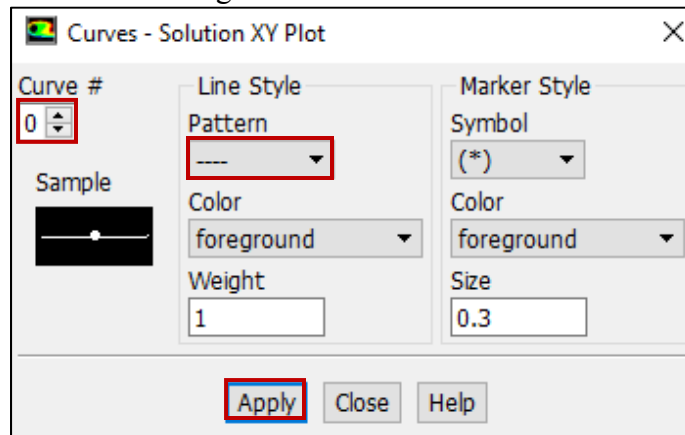 Curves - Solution XY Plot
Curve #
0
Sample
Line Style
Pattern
----
Color
foreground
Weight
1
Marker Style
Symbol
(*)
Color
foreground
Size
0.3
Apply Close Help